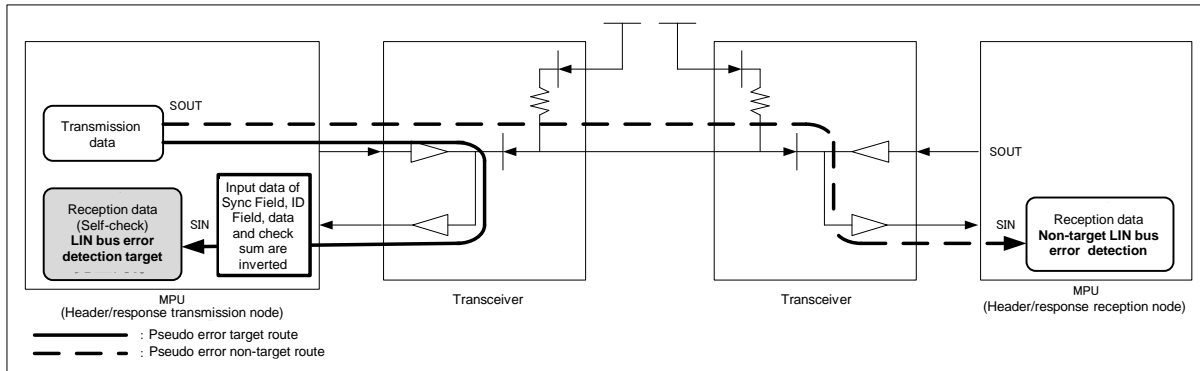 SOUT
Transmission
data
SOUT
Reception data
(Self-check)
LIN bus error
detection target
SIN
Input data of
Sync Field, ID
Field, data
and check
sum are
inverted
SIN
Reception data
Non-target LIN bus
error detection
MPU
(Header/response transmission node)
Transceiver
Transceiver
MPU
(Header/response reception node)
: Pseudo error target route
: Pseudo error non-target route